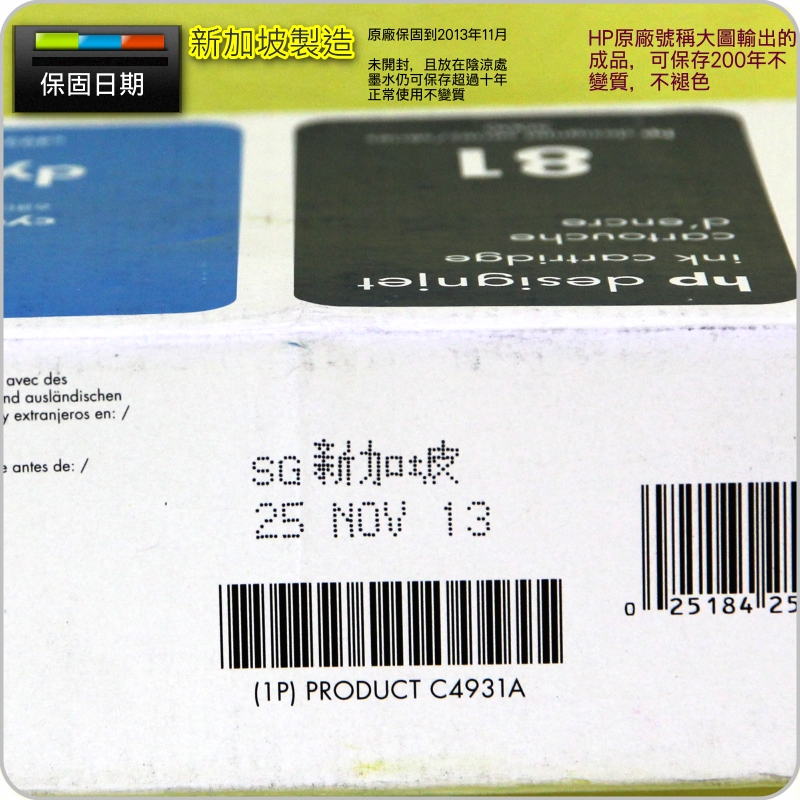 保固日期
新加坡製造
原廠保固到2013年11月
未開封，且放在陰涼處
墨水仍可保存超過十年
正常使用不變質
HP原廠號稱大圖輸出的
成品，可保存200年不
變質，不褪色
dy
cy
81
d'encre
cartouche
ink cartridge
hp designjet
avec des
nd ausländischen
y extranjeros en: /
e antes de: /
SG新加坡
25 NOV 13
(1P) PRODUCT C4931A
0 25184 25